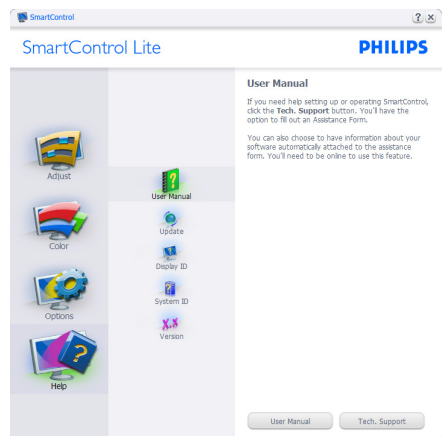 SmartControl
SmartControl Lite
PHILIPS
Adjust
Color
Options
Help
User Manual
Update
Display ID
System ID
X.X
Version
User Manual
If you need help setting up or operating SmartControl,
click the Tech. Support button. You'll have the
option to fill out an Assistance Form.
You can also choose to have information about your
software automatically attached to the assistance
form. You'll need to be online to use this feature.
User Manual
Tech. Support